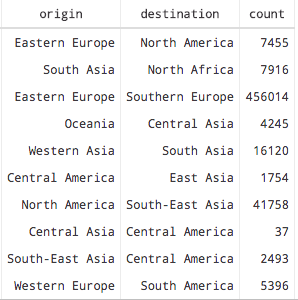 origin destination count
Eastern Europe North America 7455
South Asia North Africa 7916
Eastern Europe Southern Europe 456014
Oceania Central Asia 4245
Western Asia South Asia 16120
Central America East Asia 1754
North America South-East Asia 41758
Central Asia Central America 37
South-East Asia Central America 2493
Western Europe South America 5396